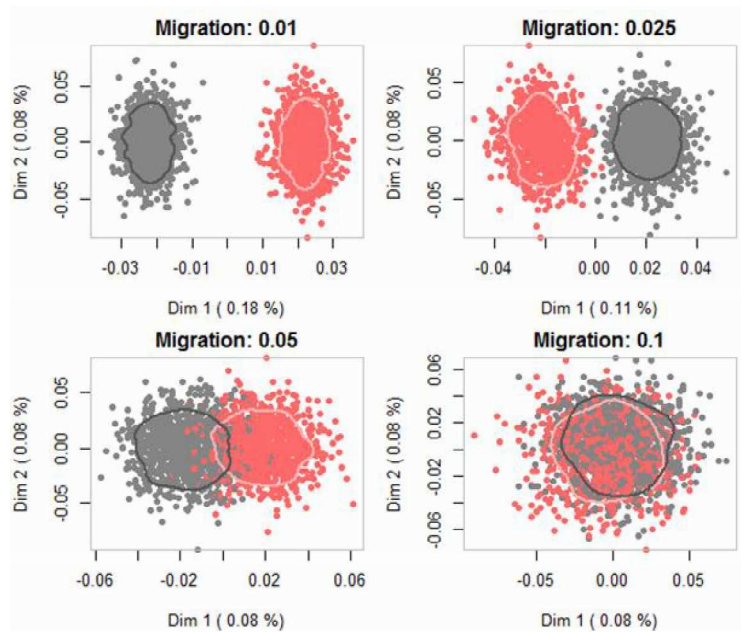 Migration: 0.01
Migration: 0.025
Dim 2 ( 0.08 %)
0.05
0.00
-0.05
Dim 2 ( 0.08 %)
0.05
0.00
-0.05
-0.03
-0.01
0.01
0.03
-0.04
0.00
0.02
0.04
Dim 1 ( 0.18 %)
Dim 1 ( 0.11 %)
Migration: 0.05
Migration: 0.1
Dim 2 ( 0.08 %)
0.05
0.00
-0.05
Dim 2 ( 0.08 %)
0.06
0.02
-0.02
-0.06
-0.06
-0.02
0.02
0.06
-0.05
0.00
0.05
Dim 1 ( 0.08 %)
Dim 1 ( 0.08 %)